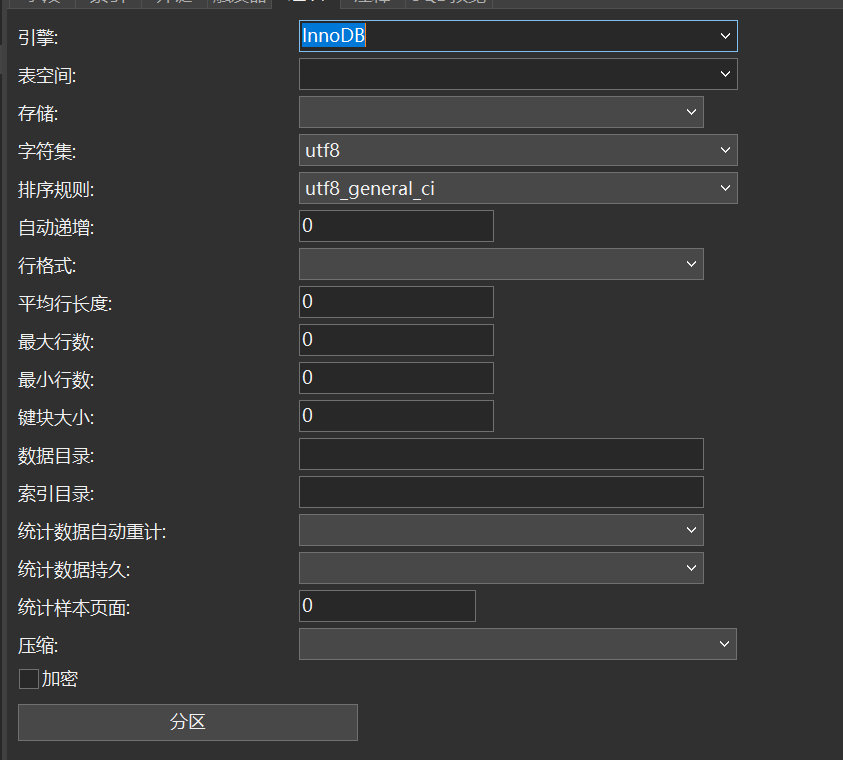 引擎: InnoDB
表空间:
存储:
字符集: utf8
排序规则: utf8_general_ci
自动递增: 0
行格式:
平均行长度: 0
最大行数: 0
最小行数: 0
键块大小: 0
数据目录:
索引目录:
统计数据自动重计:
统计数据持久:
统计样本页面: 0
压缩:
加密
分区